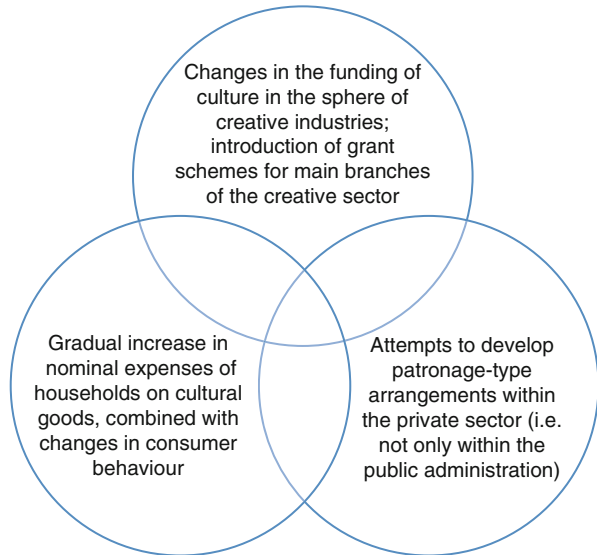 Changes in the funding of
culture in the sphere of
creative industries;
introduction of grant
schemes for main branches
of the creative sector
Gradual increase in
nominal expenses of
households on cultural
goods, combined with
changes in consumer
behaviour
Attempts to develop
patronage-type
arrangements within
the private sector (i.e.
not only within the
public administration)